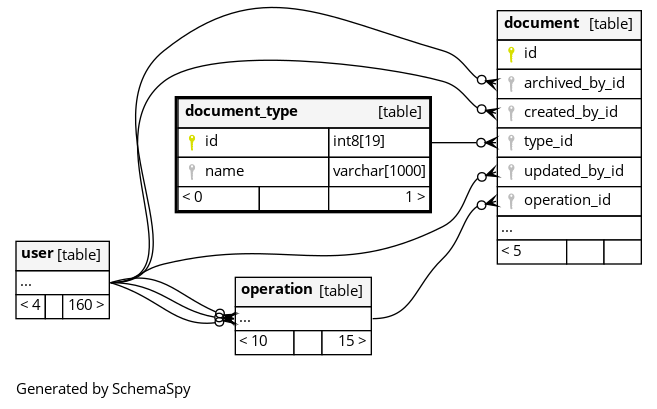 document [table]
id
archived_by_id
created_by_id
type_id
updated_by_id
operation_id
...
< 5
document_type [table]
id int8[19]
name varchar[1000]
< 0 1 >
user [table]
...
< 4 160 >
operation [table]
...
< 10 15 >
Generated by SchemaSpy